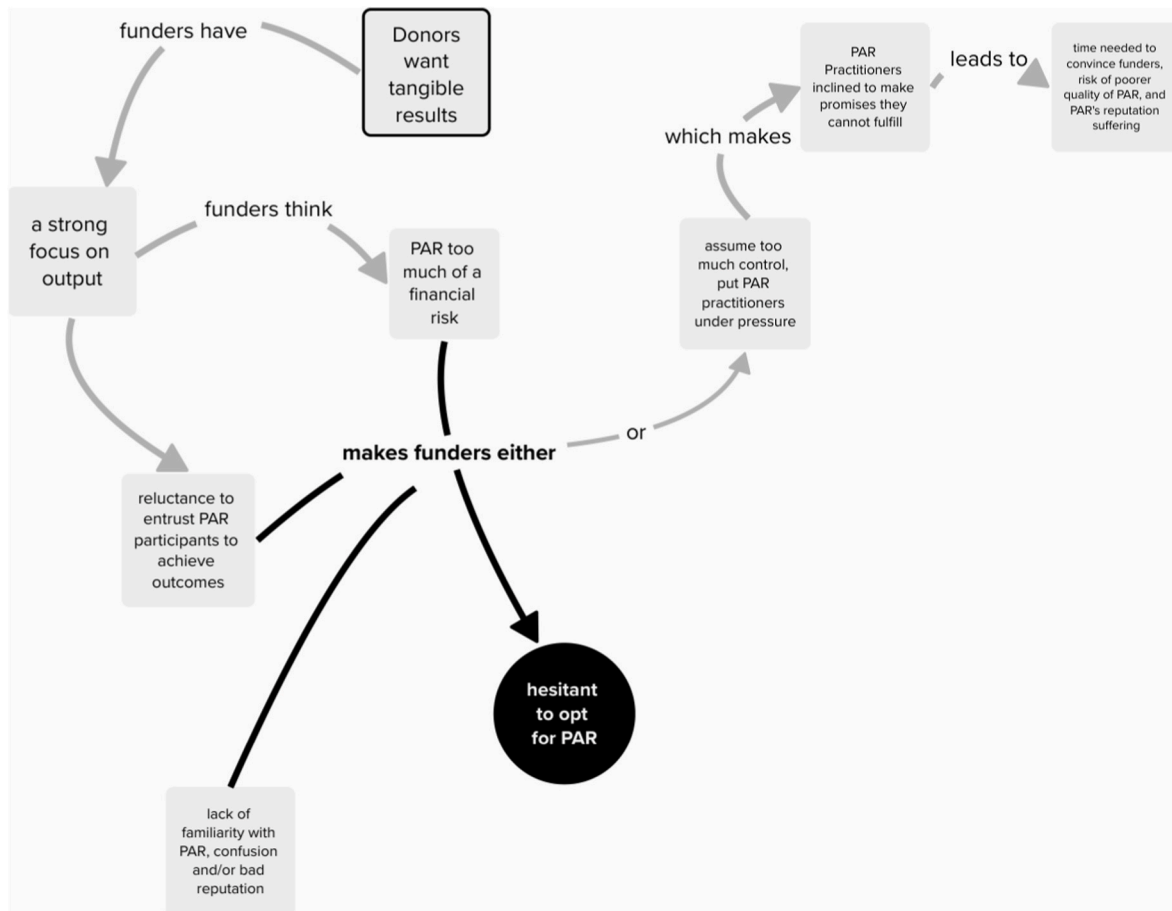 funders have
Donors
want
tangible
results
PAR
Practitioners
inclined to make
promises they
cannot fulfill
leads to
time needed to
convince funders,
risk of poorer
quality of PAR, and
PAR's reputation
suffering
which makes
a strong
focus on
output
funders think
PAR too
much of a
financial
risk
assume too
much control,
put PAR
practitioners
under pressure
makes funders either
or
reluctance to
entrust PAR
participants to
achieve
outcomes
hesitant
to opt
for PAR
lack of
familiarity with
PAR, confusion
and/or bad
reputation